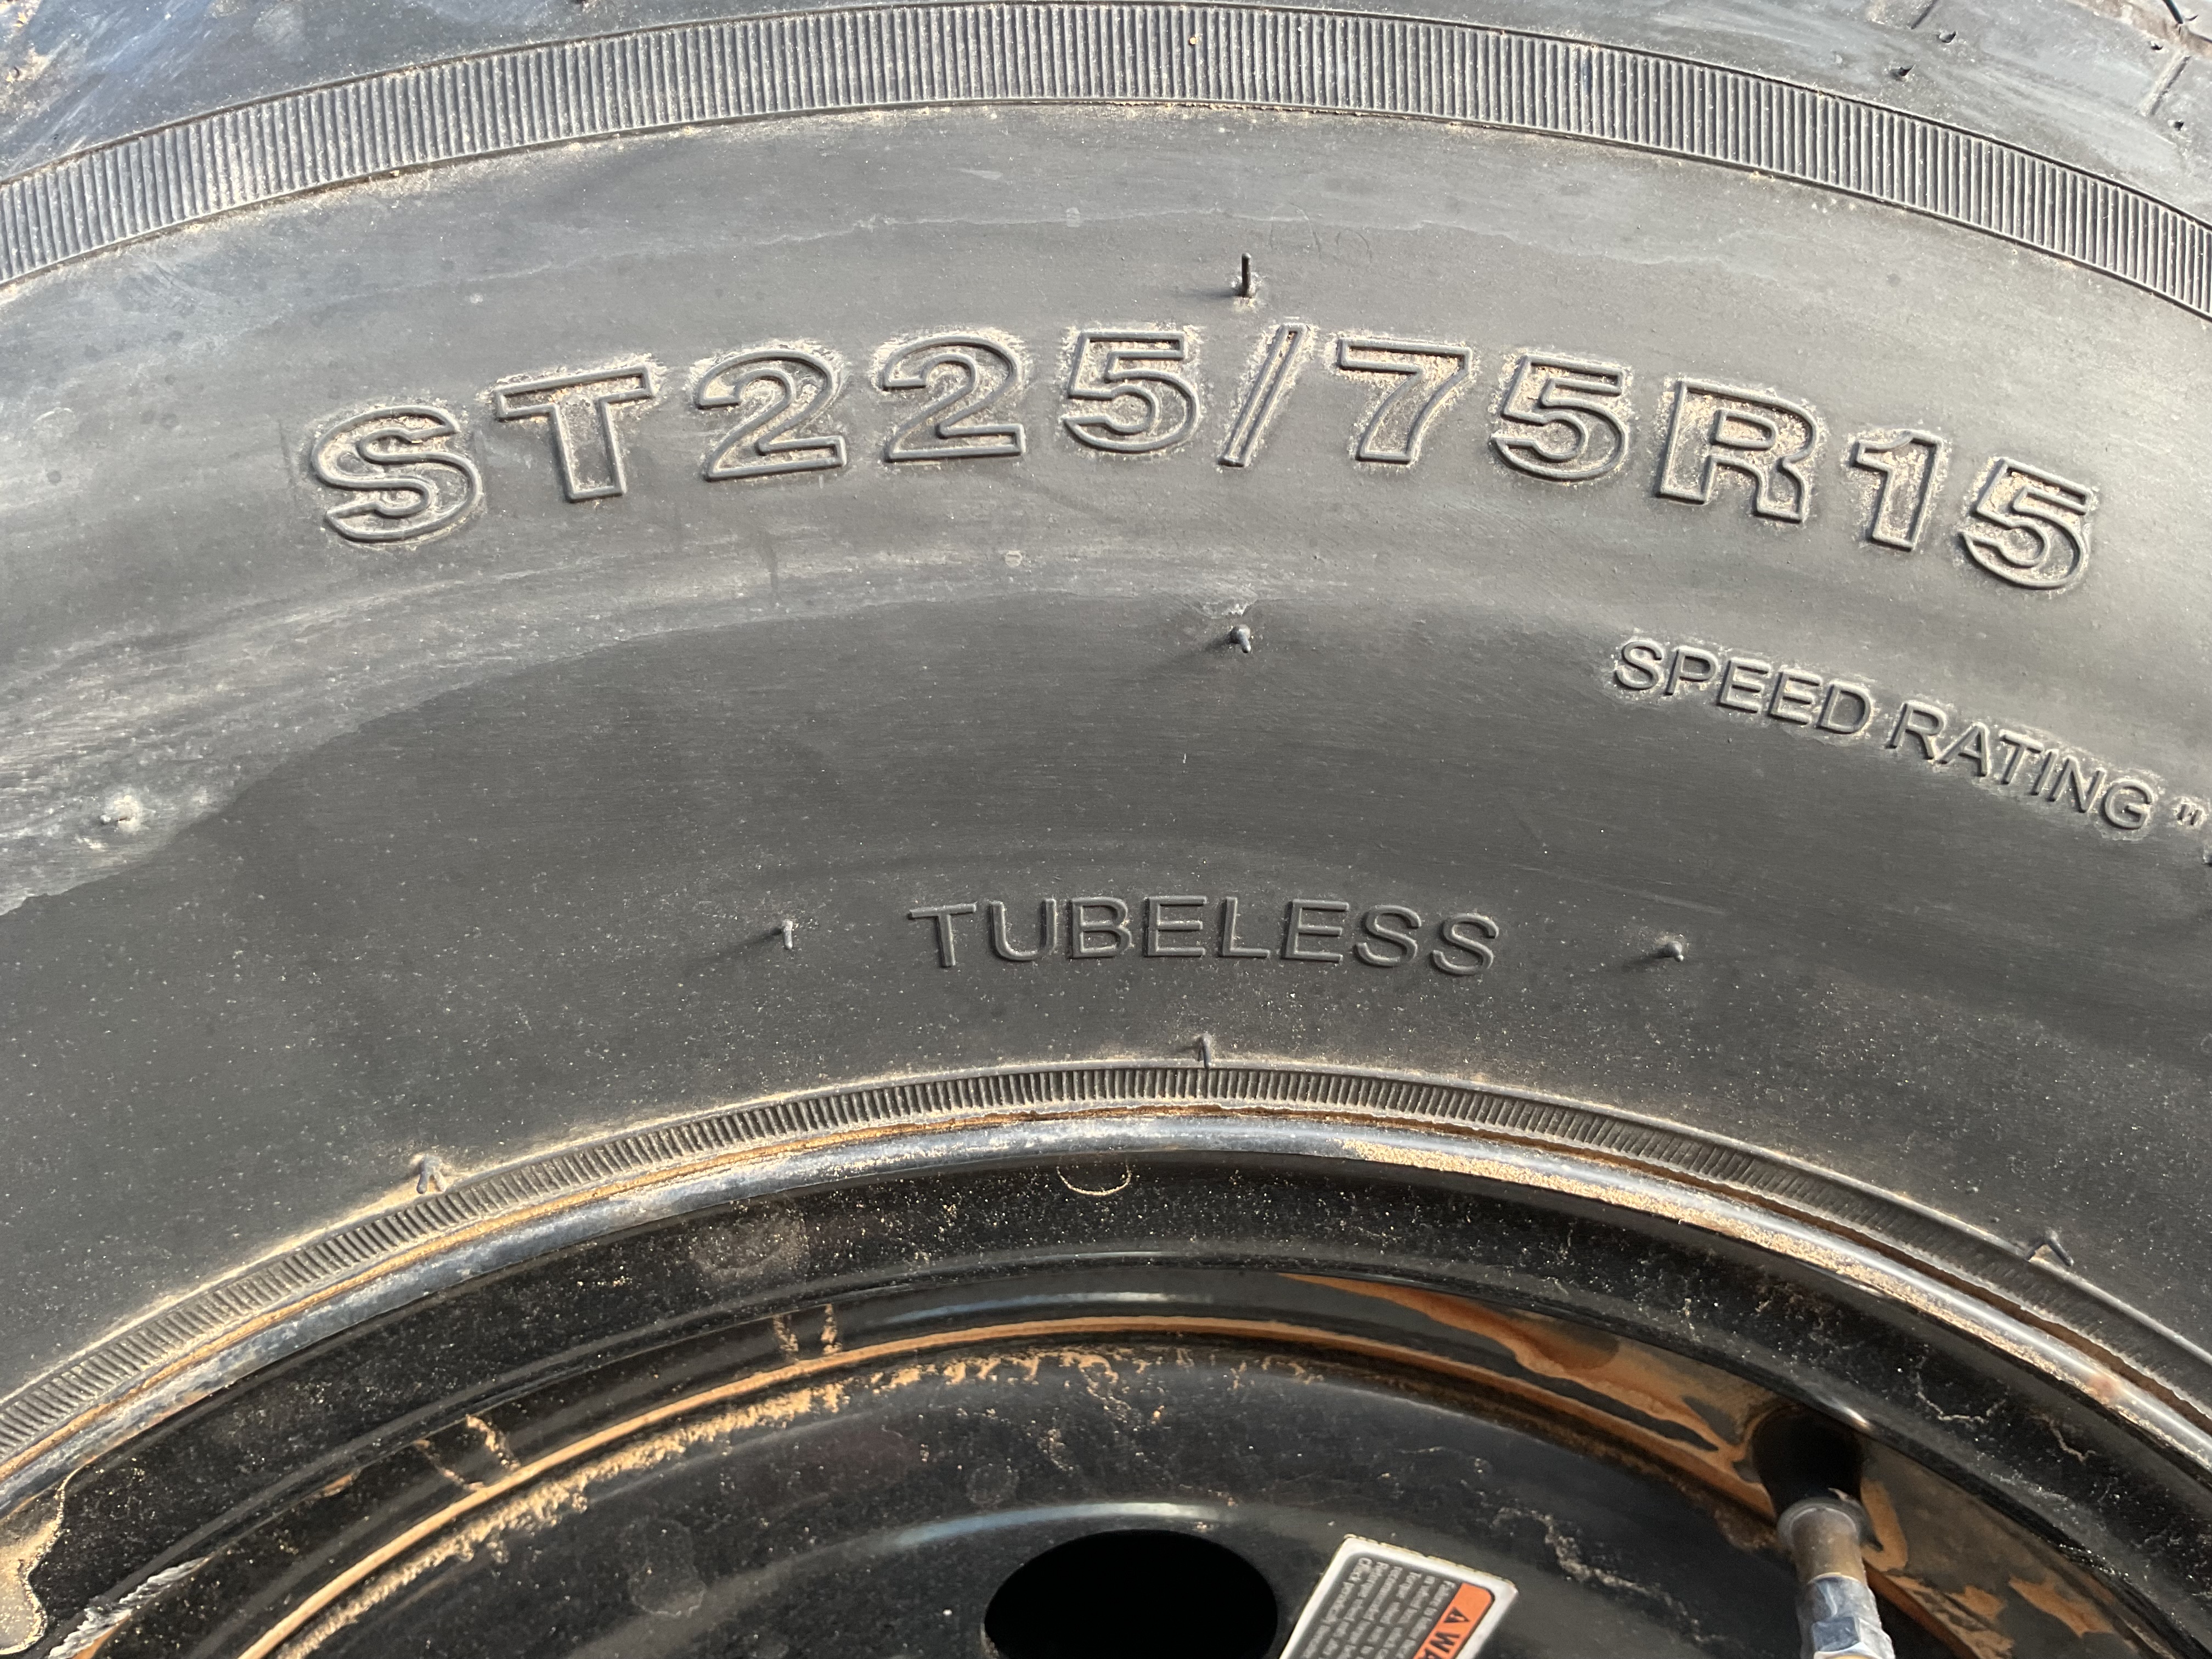 ST225/75R15
SPEED RATING "
TUBELESS